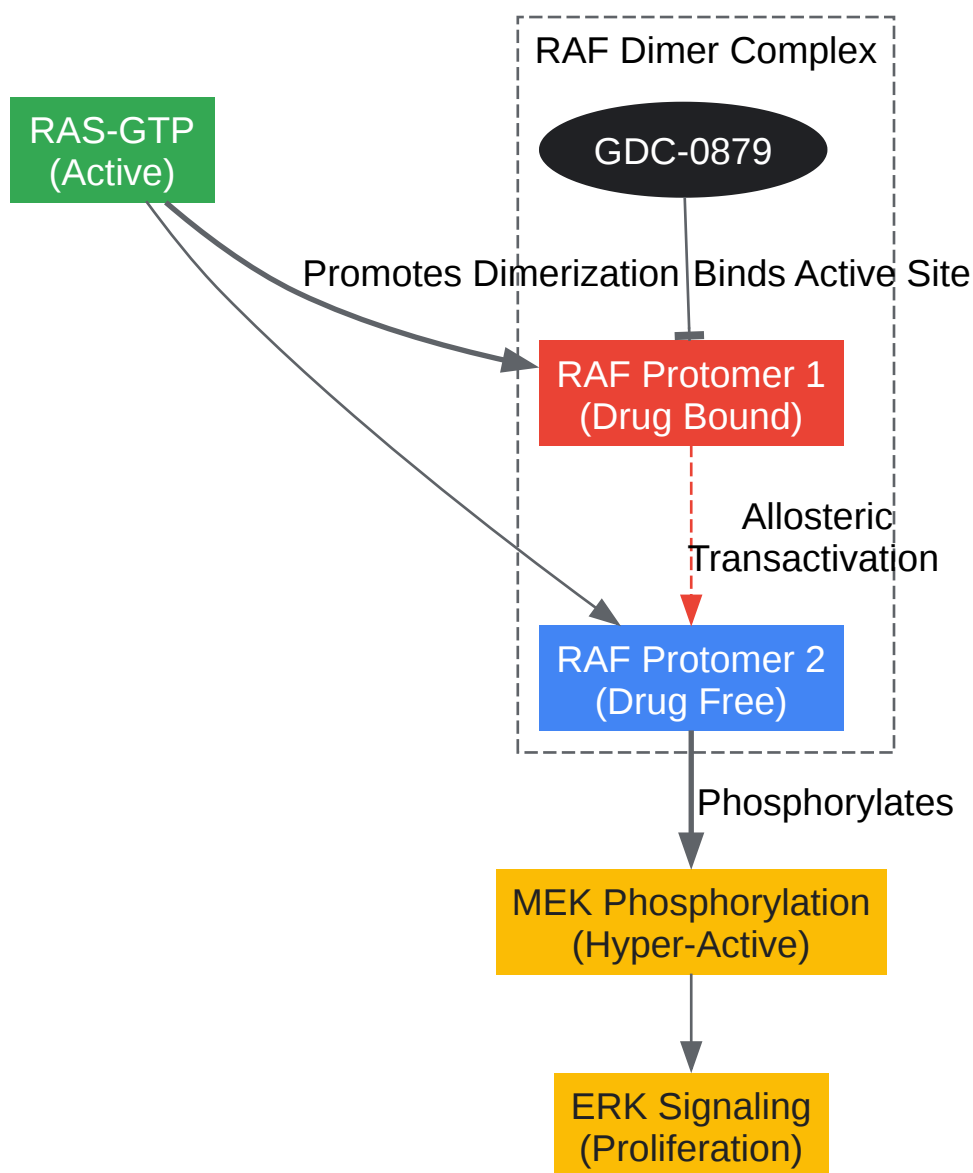 RAF Dimer Complex
RAS-GTP
(Active)
GDC-0879
Promotes Dimerization
Binds Active Site
RAF Protomer 1
(Drug Bound)
Allosteric
Transactivation
RAF Protomer 2
(Drug Free)
Phosphorylates
MEK Phosphorylation
(Hyper-Active)
ERK Signaling
(Proliferation)